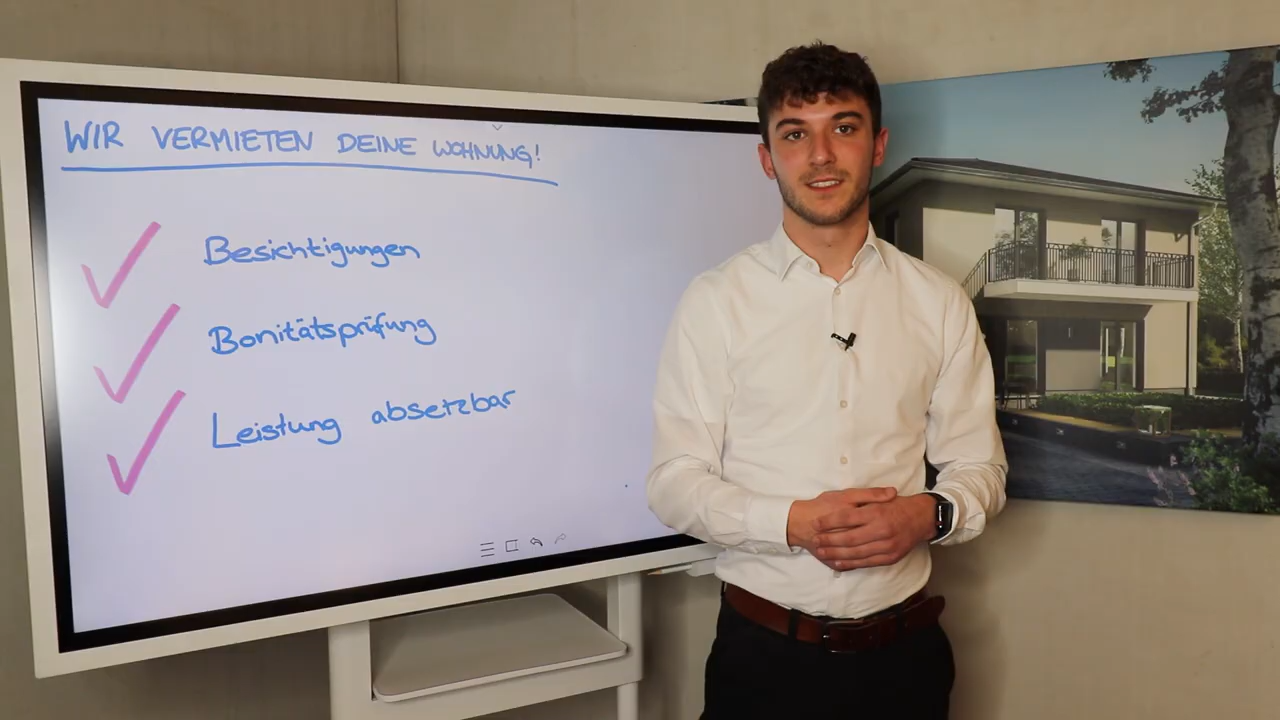 WIR VERMIETEN DEINE WOHNUNG!
Besichtigungen
Bonitätsprüfung
Leistung absetzbar